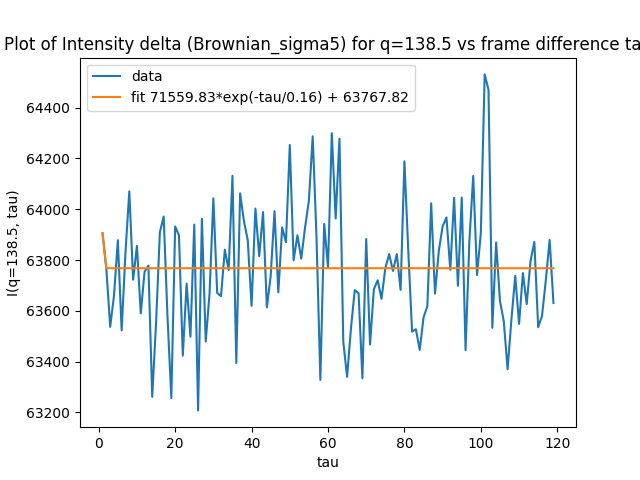 Plot of Intensity delta (Brownian_sigma5) for q=138.5 vs frame difference ta
data
fit 71559.83*exp(-tau/0.16) + 63767.82
I(q=138.5, tau)
64400
64200
64000
63800
63600
63400
63200
0 20 40 60 80 100 120
tau